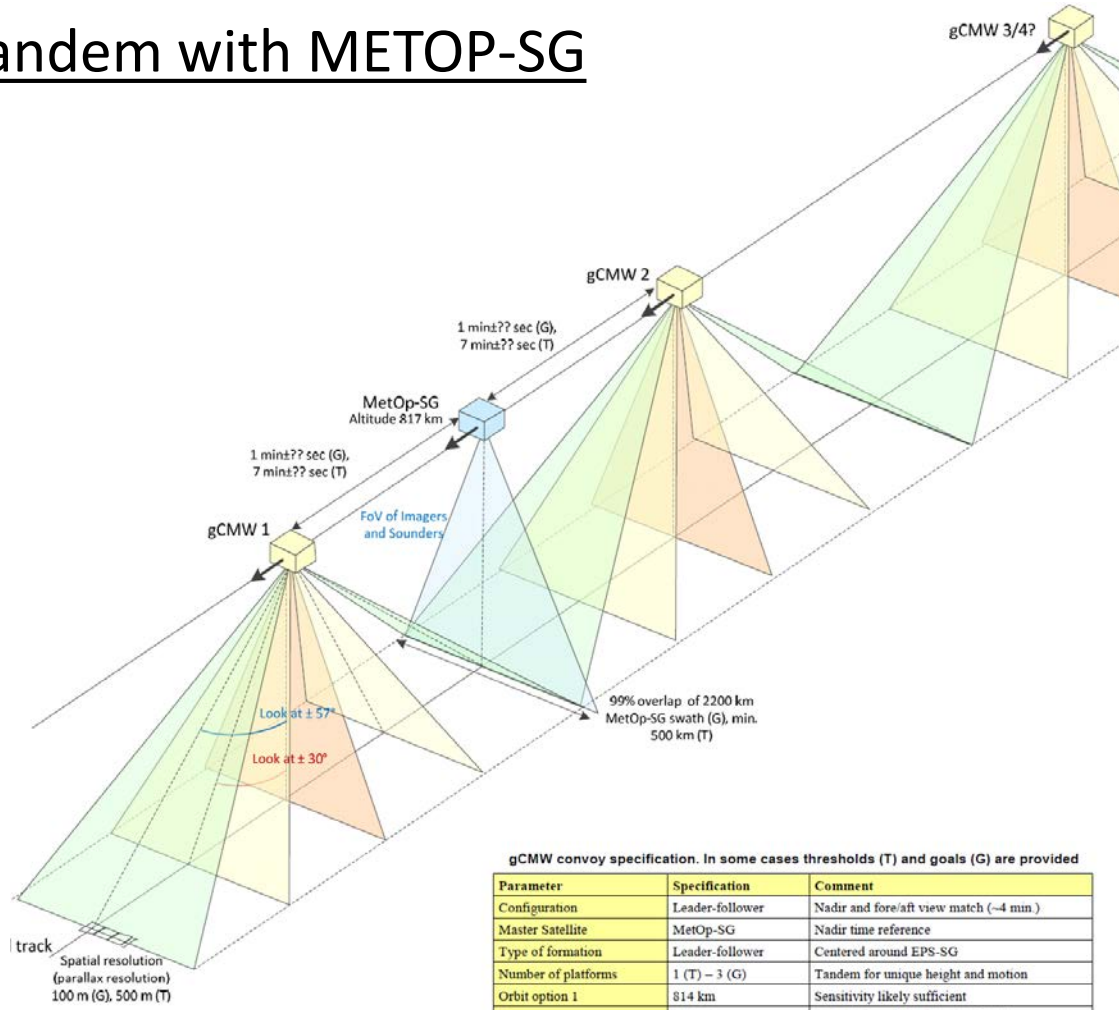 andem with METOP-SG
gCMW 3/4?
gCMW 2
1 min±?? sec (G),
7 min±?? sec (T)
MetOp-SG
Altitude 817 km
1 min±?? sec (G),
7 min±?? sec (T)
gCMW 1
FoV of Imagers
and Sounders
99% overlap of 2200 km
MetOp-SG swath (G), min.
500 km (T)
Look at ± 57°
Look at ± 30°
track
Spatial resolution
(parallax resolution)
100 m (G), 500 m (T)
gCMW convoy specification. In some cases thresholds (T) and goals (G) are provided
Parameter Specification Comment
Configuration Leader-follower Nadir and fore/aft view match (~4 min.)
Master Satellite MetOp-SG Nadir time reference
Type of formation Leader-follower Centered around EPS-SG
Number of platforms 1 (T) – 3 (G) Tandem for unique height and motion
Orbit option 1 814 km Sensitivity likely sufficient